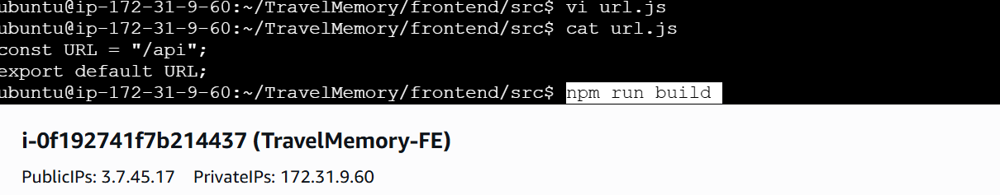 ubuntu@ip-172-31-9-60:~/TravelMemory/frontend/src$ vi url.js
ubuntu@ip-172-31-9-60:~/TravelMemory/frontend/src$ cat url.js
const URL = "/api";
export default URL;
ubuntu@ip-172-31-9-60:~/TravelMemory/frontend/src$ npm run build
i-0f192741f7b214437 (TravelMemory-FE)
PublicIPs: 3.7.45.17 PrivateIPs: 172.31.9.60